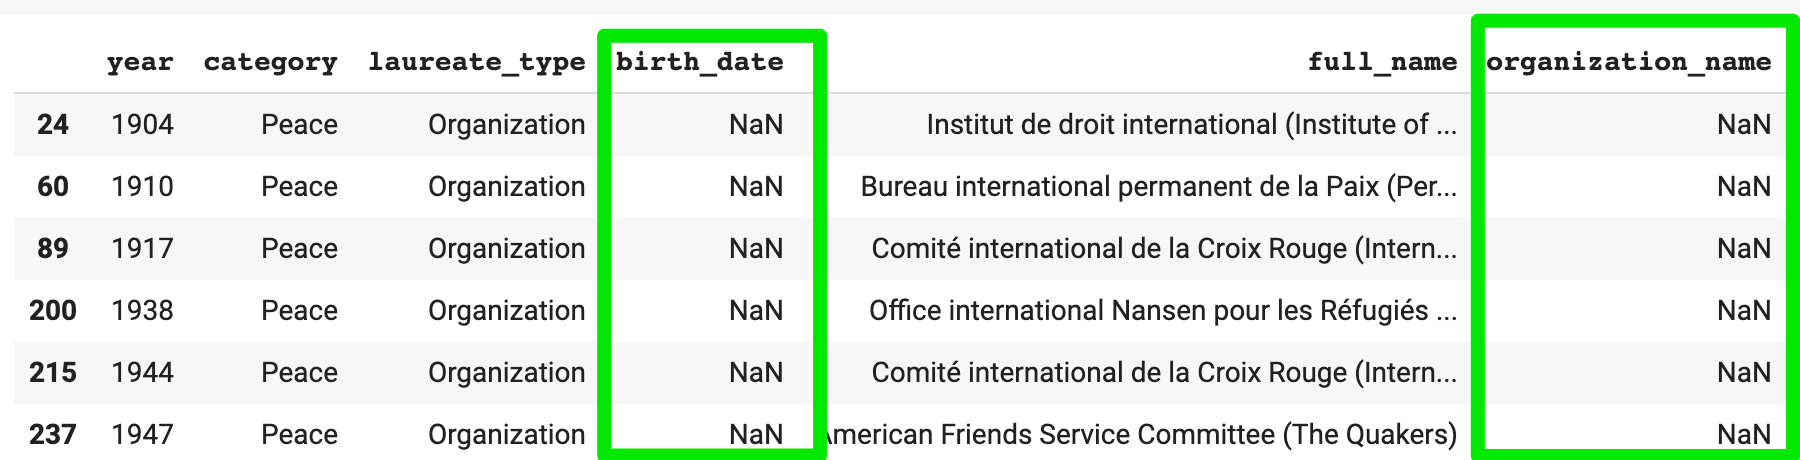 year category laureate_type birth_date full_name organization_name
24 1904 Peace Organization NaN Institut de droit international (Institute of ... NaN
60 1910 Peace Organization NaN Bureau international permanent de la Paix (Per... NaN
89 1917 Peace Organization NaN Comité international de la Croix Rouge (Intern... NaN
200 1938 Peace Organization NaN Office international Nansen pour les Réfugiés ... NaN
215 1944 Peace Organization NaN Comité international de la Croix Rouge (Intern... NaN
237 1947 Peace Organization NaN American Friends Service Committee (The Quakers) NaN